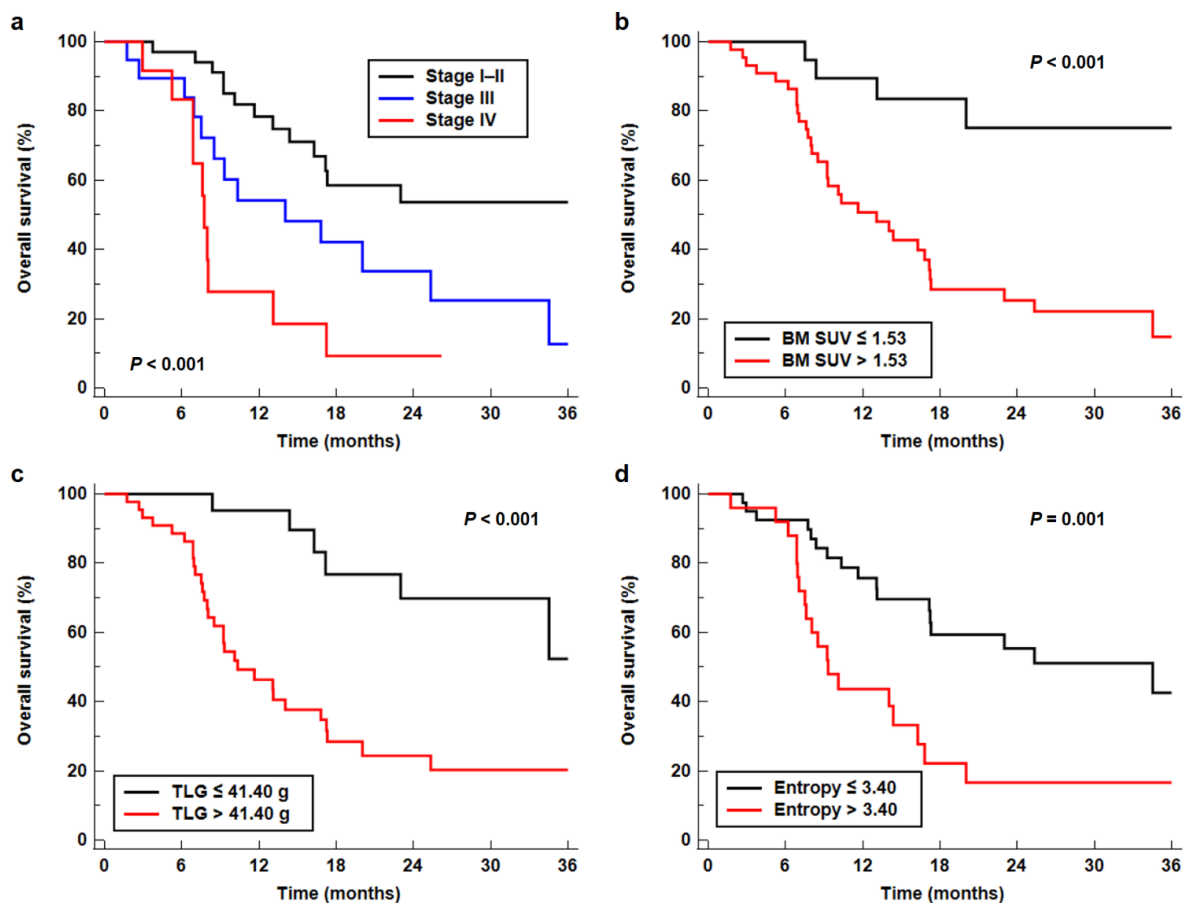 a
100
80
60
40
20
0
Overall survival (%)
Stage I–II
Stage III
Stage IV
P < 0.001
0 6 12 18 24 30 36
Time (months)
b
100
80
60
40
20
0
Overall survival (%)
P < 0.001
BM SUV ≤ 1.53
BM SUV > 1.53
0 6 12 18 24 30 36
Time (months)
c
100
80
60
40
20
0
Overall survival (%)
P < 0.001
TLG ≤ 41.40 g
TLG > 41.40 g
0 6 12 18 24 30 36
Time (months)
d
100
80
60
40
20
0
Overall survival (%)
P = 0.001
Entropy ≤ 3.40
Entropy > 3.40
0 6 12 18 24 30 36
Time (months)